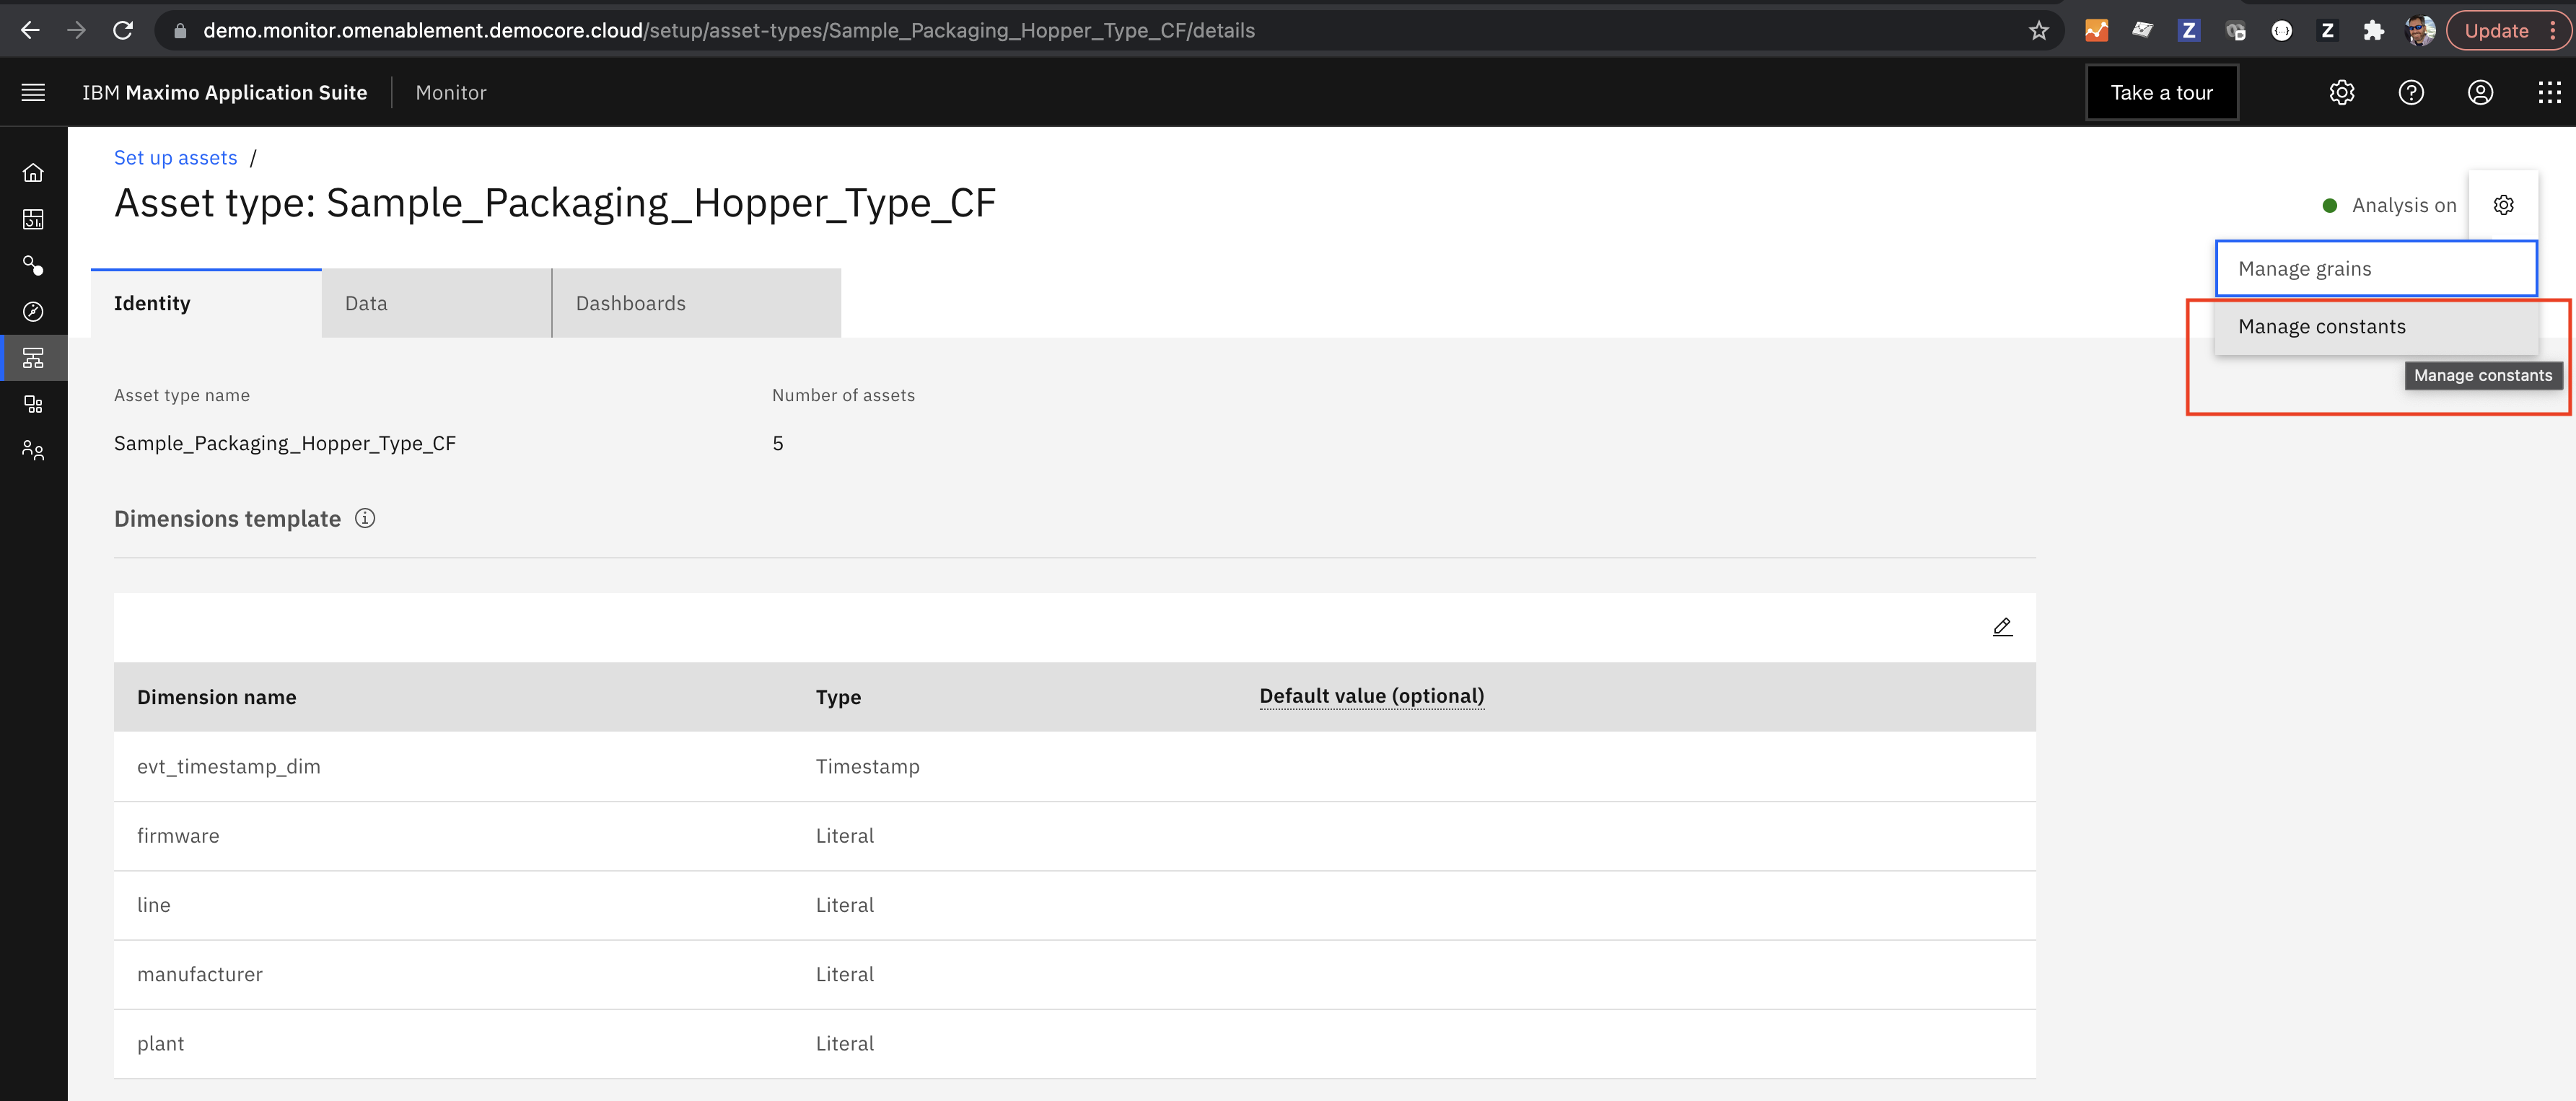 demo.monitor.omenablement.democore.cloud/setup/asset-types/Sample_Packaging_Hopper_Type_CF/details
Z
Z
Update
IBM Maximo Application Suite
Monitor
Take a tour
Set up assets /
Asset type: Sample_Packaging_Hopper_Type_CF
Analysis on
Manage grains
Manage constants
Manage constants
Identity
Data
Dashboards
Asset type name
Number of assets
Sample_Packaging_Hopper_Type_CF
5
Dimensions template
Dimension name
Type
Default value (optional)
evt_timestamp_dim
Timestamp
firmware
Literal
line
Literal
manufacturer
Literal
plant
Literal